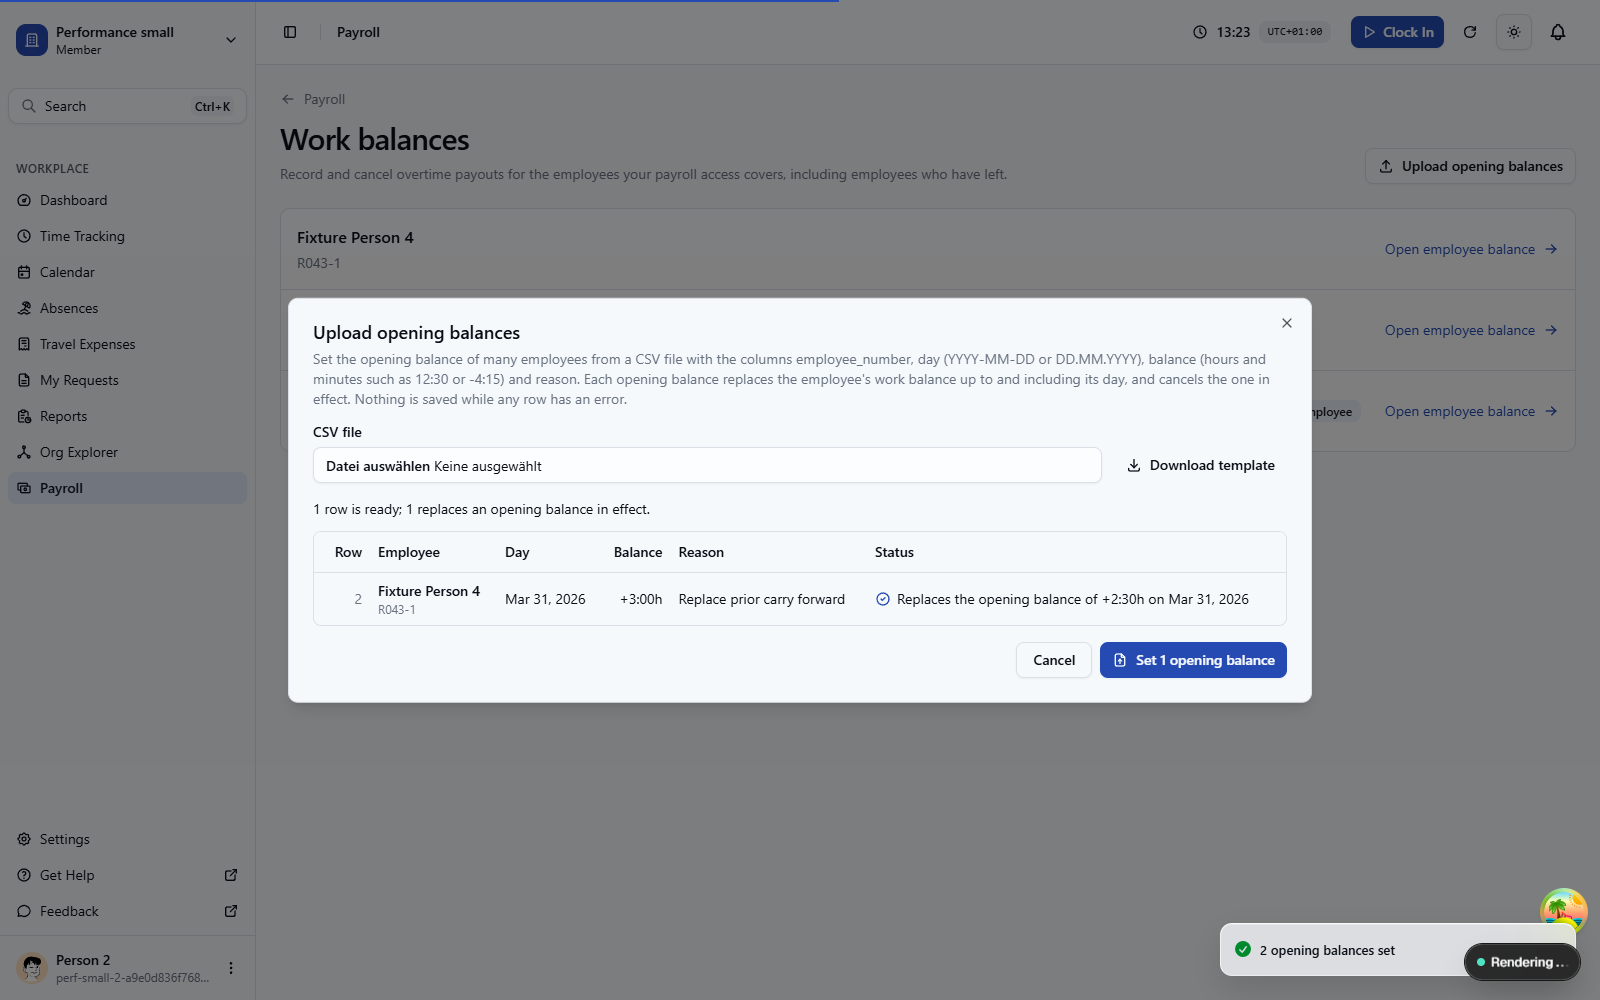 Performance small
Member
Payroll
13:23
UTC+01:00
Clock In
Search
Ctrl+K
WORKPLACE
Dashboard
Time Tracking
Calendar
Absences
Travel Expenses
My Requests
Reports
Org Explorer
Payroll
Settings
Get Help
Feedback
Person 2
perf-small-2-a9e0d836f768...
Payroll
Work balances
Record and cancel overtime payouts for the employees your payroll access covers, including employees who have left.
Upload opening balances
Fixture Person 4
R043-1
Open employee balance
Open employee balance
Open employee balance
Upload opening balances
Set the opening balance of many employees from a CSV file with the columns employee_number, day (YYYY-MM-DD or DD.MM.YYYY), balance (hours and
minutes such as 12:30 or -4:15) and reason. Each opening balance replaces the employee's work balance up to and including its day, and cancels the one in
effect. Nothing is saved while any row has an error.
CSV file
Datei auswählen Keine ausgewählt
Download template
1 row is ready; 1 replaces an opening balance in effect.
Row Employee Day Balance Reason Status
2 Fixture Person 4 Mar 31, 2026 +3:00h Replace prior carry forward Replaces the opening balance of +2:30h on Mar 31, 2026
R043-1
Cancel
Set 1 opening balance
2 opening balances set
Rendering ...